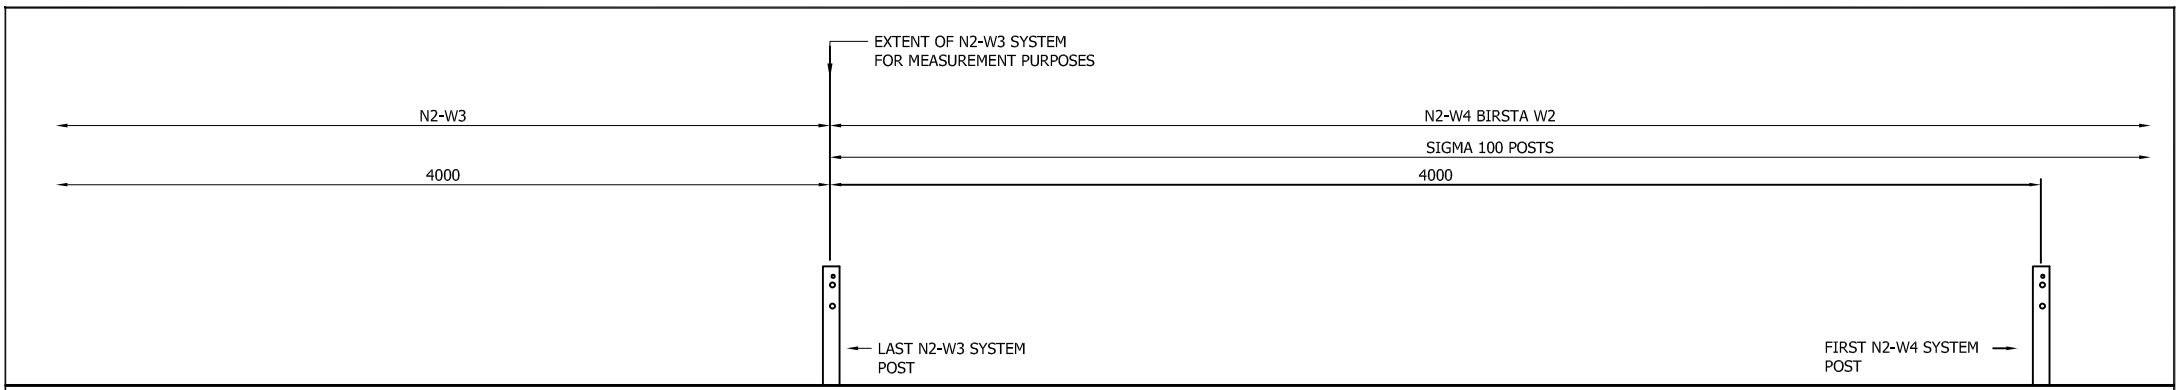 EXTENT OF N2-W3 SYSTEM
FOR MEASUREMENT PURPOSES
N2-W3
N2-W4 BIRSTA W2
SIGMA 100 POSTS
4000
4000
LAST N2-W3 SYSTEM
POST
FIRST N2-W4 SYSTEM
POST